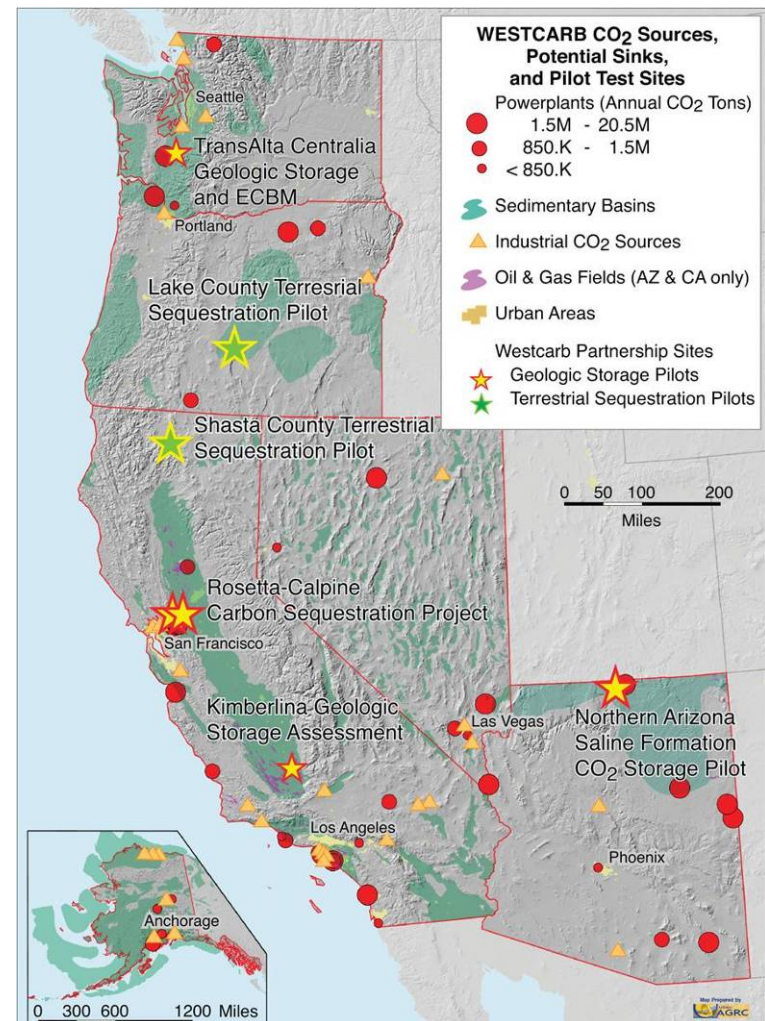 WESTCARB CO2 Sources,
Potential Sinks,
and Pilot Test Sites
Powerplants (Annual CO2 Tons)
1.5M - 20.5M
850.K - 1.5M
< 850.K
Sedimentary Basins
Industrial CO2 Sources
Oil & Gas Fields (AZ & CA only)
Urban Areas
Westcarb Partnership Sites
Geologic Storage Pilots
Terrestrial Sequestration Pilots
Seattle
TransAlta Centralia
Geologic Storage
and ECBM
Portland
Lake County Terresrial
Sequestration Pilot
Shasta County Terrestrial
Sequestration Pilot
0 50 100 200
Miles
Rosetta-Calpine
Carbon Sequestration Project
San Francisco
Kimberlina Geologic
Storage Assessment
Las Vegas
Northern Arizona
Saline Formation
CO2 Storage Pilot
Los Angeles
Phoenix
Anchorage
0 300 600 1200 Miles
Map Prepared by
AGRC